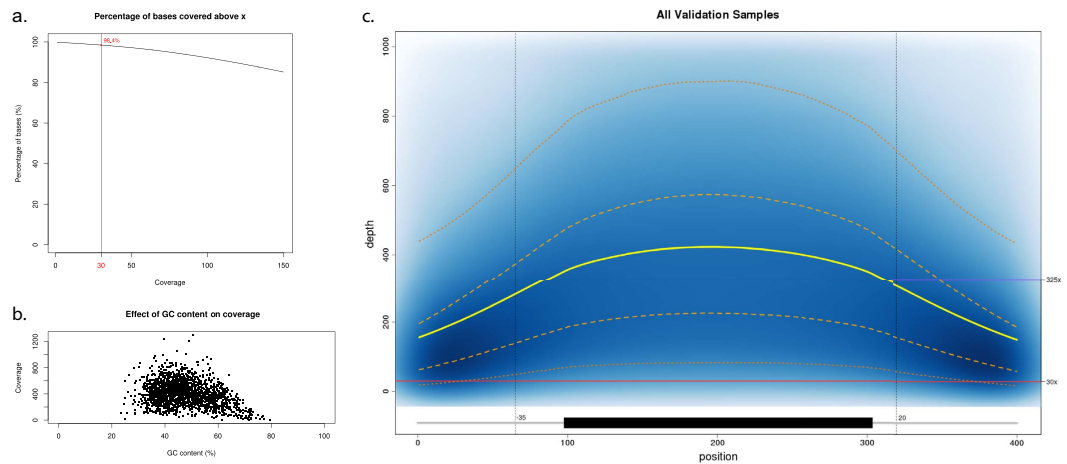 a.
Percentage of bases covered above x
98.4%
Percentage of bases (%)
100
80
60
40
20
0
0
30
50
100
150
Coverage
b.
Effect of GC content on coverage
Coverage
1200
800
400
0
0
20
40
60
80
100
GC content (%)
c.
All Validation Samples
depth
1000
800
600
400
200
0
325x
30x
-35
20
0
100
200
300
400
position